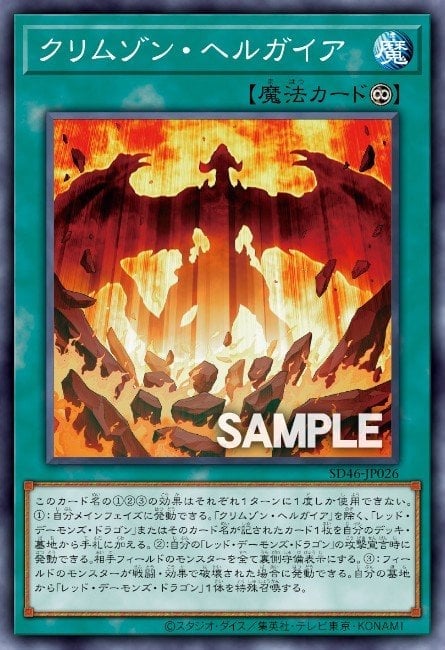 クリムゾン・ヘルガイア
魔
【魔法カード】
SAMPLE
SD46-JP026
このカード名の①②③の効果はそれぞれ1ターンに1度しか使用できない。
①：自分メインフェイズに発動できる。「クリムゾン・ヘルガイア」を除く、「レッド・
デーモンズ・ドラゴン」またはそのカード名が記されたカード1枚を自分のデッキ・
墓地から手札に加える。②：自分の「レッド・デーモンズ・ドラゴン」の攻撃宣言時に
発動できる。相手フィールドのモンスターを全て裏側守備表示にする。③：フィ
ールドのモンスターが戦闘・効果で破壊された場合に発動できる。自分の墓地
から「レッド・デーモンズ・ドラゴン」1体を特殊召喚する。
©スタジオ・ダイス／集英社・テレビ東京・KONAMI